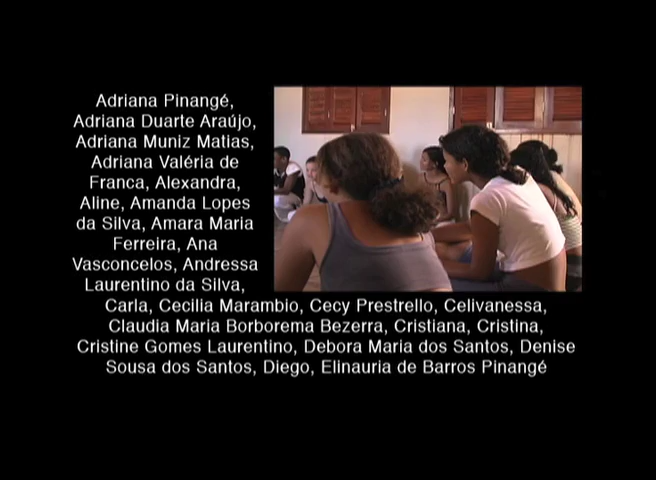 Adriana Pinangé,
Adriana Duarte Araújo,
Adriana Muniz Matias,
Adriana Valéria de
Franca, Alexandra,
Aline, Amanda Lopes
da Silva, Amara Maria
Ferreira, Ana
Vasconcelos, Andressa
Laurentino da Silva,
Carla, Cecilia Marambio, Cecy Prestrello, Celivanessa,
Claudia Maria Borborema Bezerra, Cristiana, Cristina,
Cristine Gomes Laurentino, Debora Maria dos Santos, Denise
Sousa dos Santos, Diego, Elinauria de Barros Pinangé